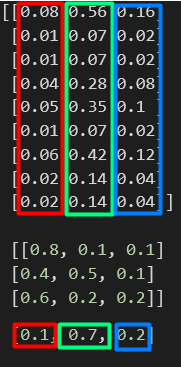 [[0.08 0.56 0.16]
[0.01 0.07 0.02]
[0.01 0.07 0.02]
[0.04 0.28 0.08]
[0.05 0.35 0.1 ]
[0.01 0.07 0.02]
[0.06 0.42 0.12]
[0.02 0.14 0.04]
[0.02 0.14 0.04]]
[[0.8, 0.1, 0.1]
[0.4, 0.5, 0.1]
[0.6, 0.2, 0.2]]
[0.1, 0.7, 0.2]